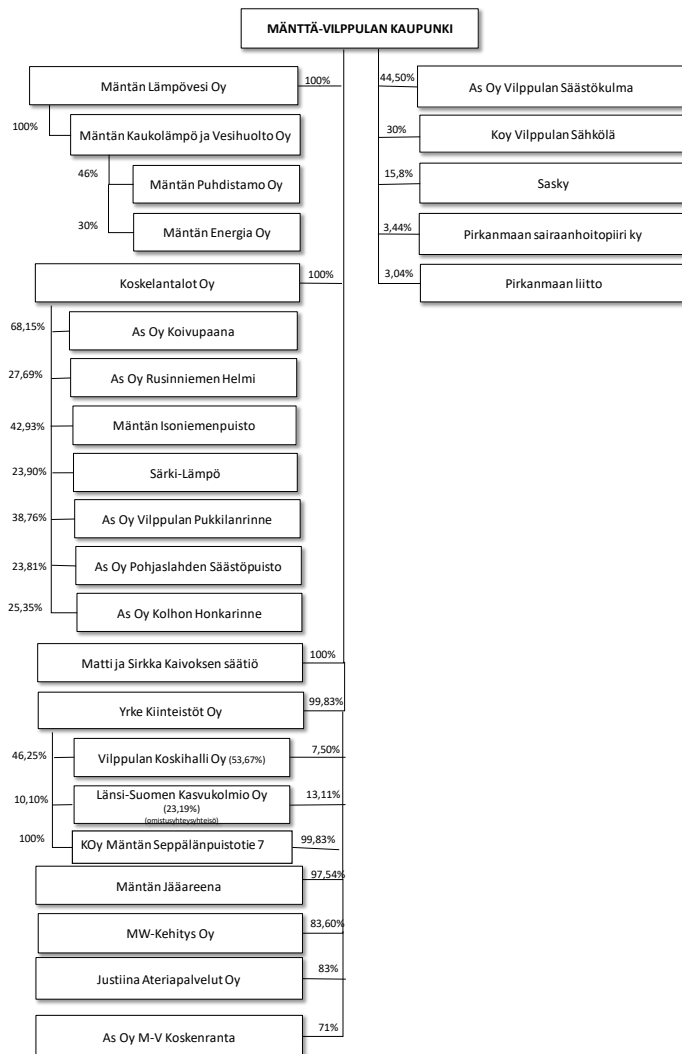 MÄNTTÄ-VILPPULAN KAUPUNKI
Mäntän Lämpövesi Oy
100%
100%
Mäntän Kaukolämpö ja Vesihuolto Oy
46%
Mäntän Puhdistamo Oy
30%
Mäntän Energia Oy
Koskelantalot Oy
100%
68,15%
As Oy Koivupaana
27,69%
As Oy Rusinniemen Helmi
42,93%
Mäntän Isoniemenpuisto
23,90%
Särki-Lämpö
38,76%
As Oy Vilppulan Pukkilanrinne
23,81%
As Oy Pohjaslahden Säästöpuisto
25,35%
As Oy Kolhon Honkarinne
Matti ja Sirkka Kaivoksen säätiö
100%
Yrke Kiinteistöt Oy
99,83%
46,25%
Vilppulan Koskihalli Oy (53,67%)
7,50%
10,10%
Länsi-Suomen Kasvukolmio Oy
(23,19%)
(omistusyhteysyhteisö)
13,11%
100%
KOy Mäntän Seppälänpuistotie 7
99,83%
Mäntän Jääareena
97,54%
MW-Kehitys Oy
83,60%
Justiina Ateriapalvelut Oy
83%
As Oy M-V Koskenranta
71%
44,50%
As Oy Vilppulan Säästökulma
30%
Koy Vilppulan Sähkölä
15,8%
Sasky
3,44%
Pirkanmaan sairaanhoitopiiri ky
3,04%
Pirkanmaan liitto